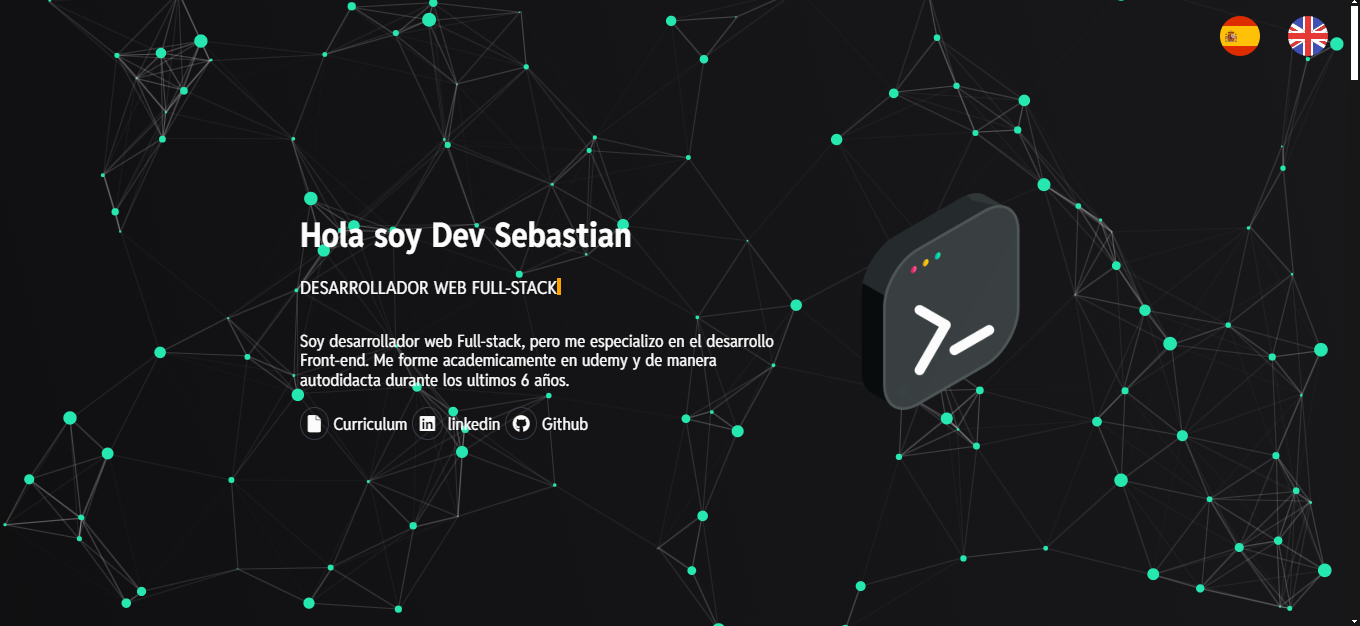 Hola soy Dev Sebastian
DESARROLLADOR WEB FULL-STACK
Soy desarrollador web Full-stack, pero me especializo en el desarrollo
Front-end. Me forme academicamente en udemy y de manera
autodidacta durante los ultimos 6 años.
Curriculum linkedin Github